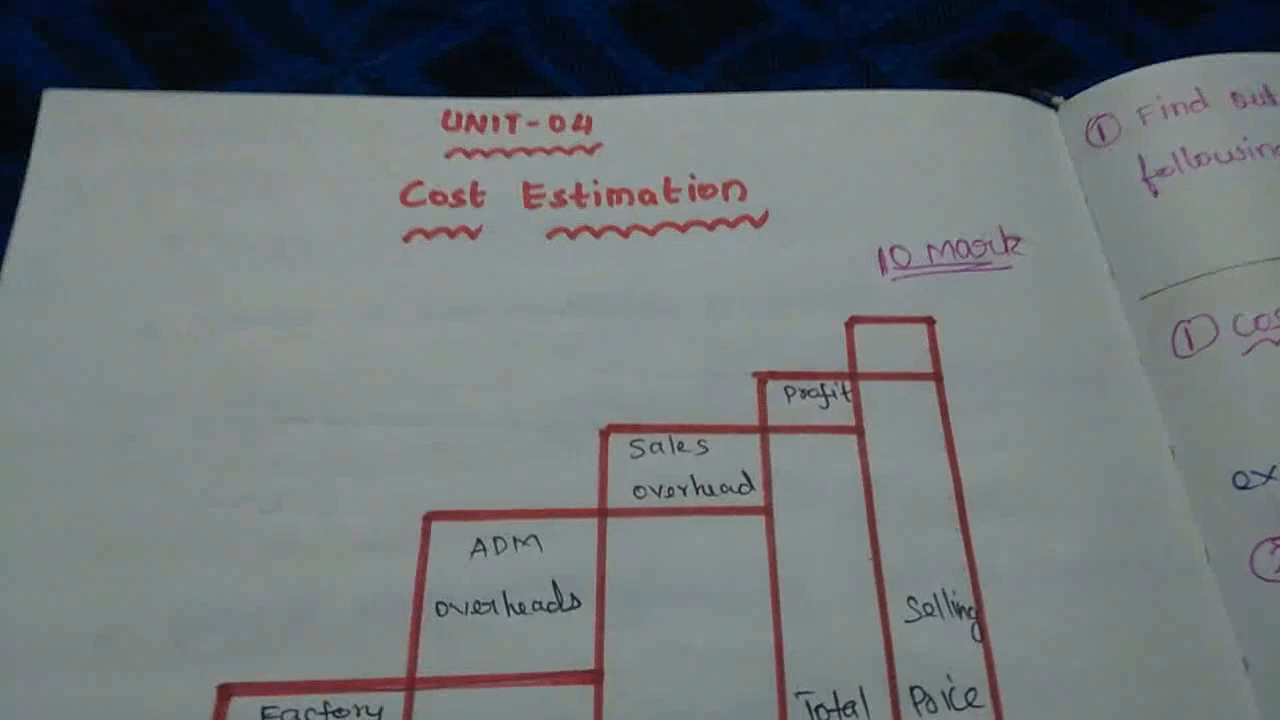 UNIT-04
Cost Estimation
10 Mark
Profit
Sales
overhead
ADM
overheads
Selling
Price
Total
Factory
① Find out
following
①
ex